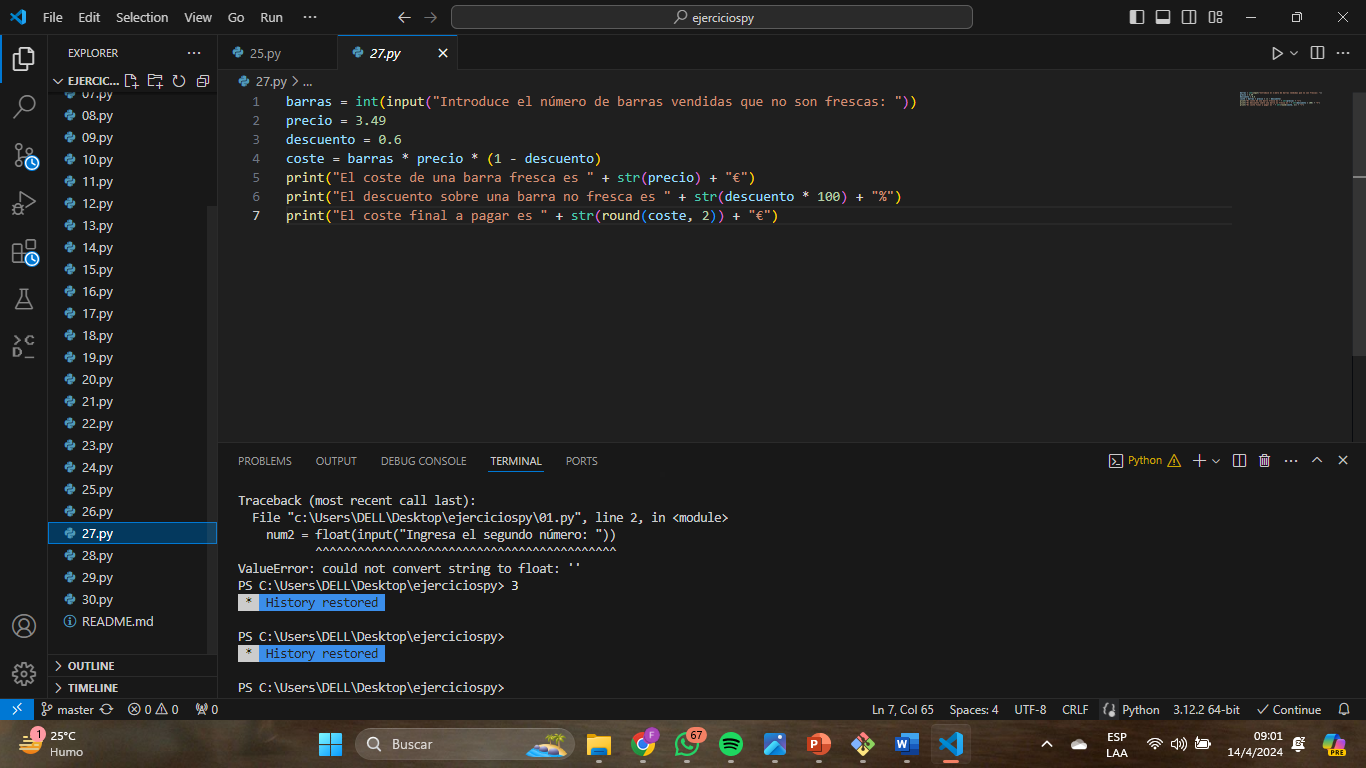 File Edit Selection View Go Run ···
ejerciciospy
EXPLORER ···
EJERCIC...
07.py
08.py
09.py
10.py
11.py
12.py
13.py
14.py
15.py
16.py
17.py
18.py
19.py
20.py
21.py
22.py
23.py
24.py
25.py
26.py
27.py
28.py
29.py
30.py
README.md
OUTLINE
TIMELINE
25.py
27.py
27.py > ...
1 barras = int(input("Introduce el número de barras vendidas que no son frescas: "))
2 precio = 3.49
3 descuento = 0.6
4 coste = barras * precio * (1 - descuento)
5 print("El coste de una barra fresca es " + str(precio) + "€")
6 print("El descuento sobre una barra no fresca es " + str(descuento * 100) + "%")
7 print("El coste final a pagar es " + str(round(coste, 2)) + "€")
PROBLEMS OUTPUT DEBUG CONSOLE TERMINAL PORTS
Python
Traceback (most recent call last):
File "c:\Users\DELL\Desktop\ejerciciospy\01.py", line 2, in <module>
num2 = float(input("Ingresa el segundo número: "))
^^^^^^^^^^^^^^^^^^^^^^^^^^^^^^^^^^^^^^^^^^^
ValueError: could not convert string to float: ''
PS C:\Users\DELL\Desktop\ejerciciospy> 3
* History restored
PS C:\Users\DELL\Desktop\ejerciciospy>
* History restored
PS C:\Users\DELL\Desktop\ejerciciospy>
master 0 0 0
Ln 7, Col 65 Spaces: 4 UTF-8 CRLF Python 3.12.2 64-bit Continue
1
25°C
Humo
Buscar
F
67
P
W
ESP
LAA
09:01
14/4/2024
PRE